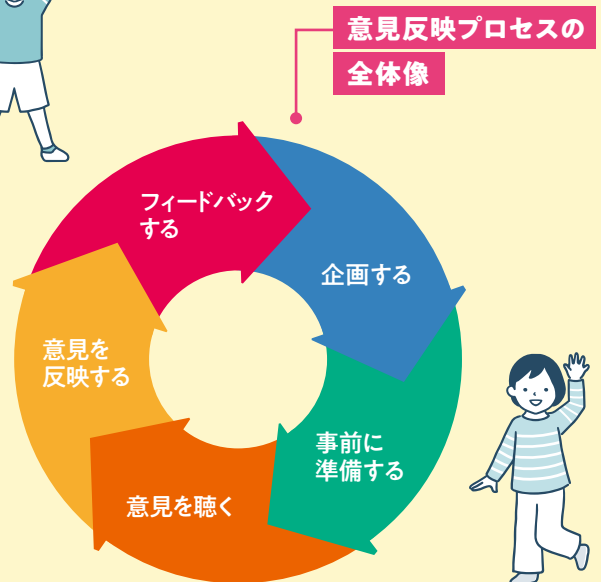 意見反映プロセスの
全体像
フィードバック
する
企画する
事前に
準備する
意見を聴く
意見を
反映する